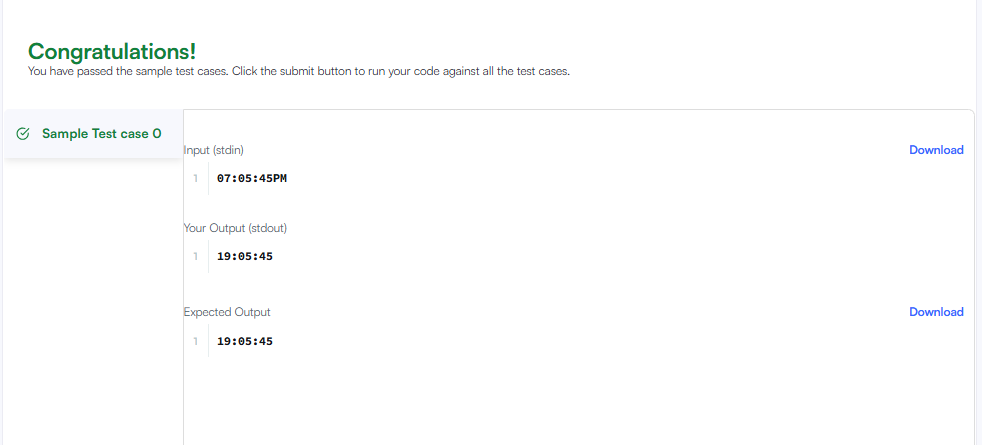 Congratulations!
You have passed the sample test cases. Click the submit button to run your code against all the test cases.
Sample Test case 0
Input (stdin)
Download
1 07:05:45PM
Your Output (stdout)
1 19:05:45
Expected Output
Download
1 19:05:45